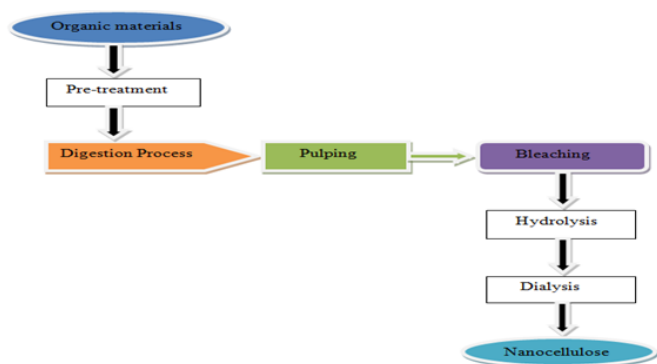 Organic materials
Pre-treatment
Digestion Process
Pulping
Bleaching
Hydrolysis
Dialysis
Nanocellulose